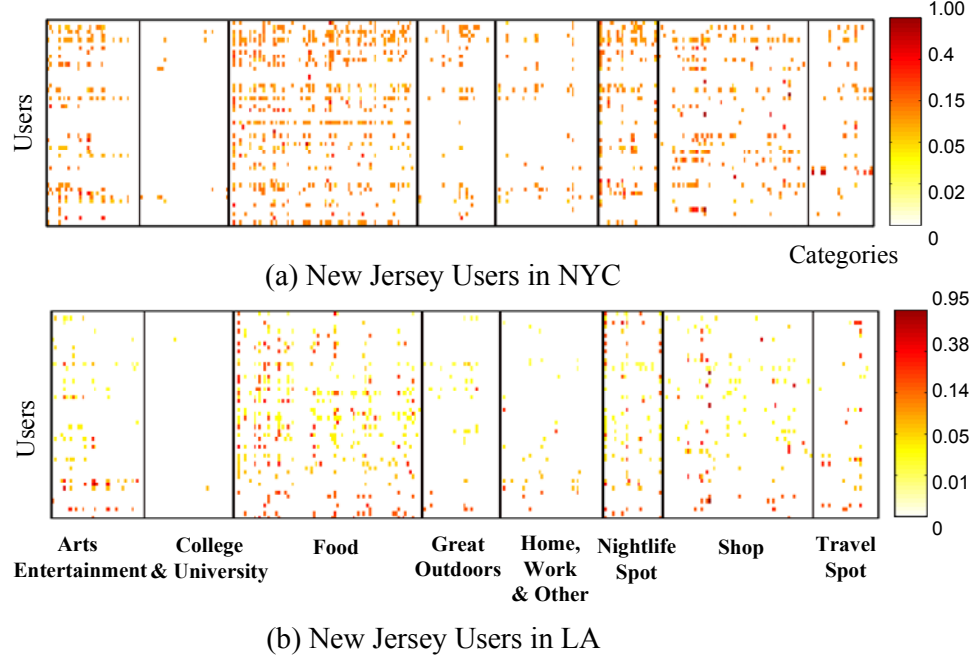 1.00
0.4
0.15
0.05
0.02
0
Users
Categories
(a) New Jersey Users in NYC
0.95
0.38
0.14
0.05
0.01
0
Users
Arts
Entertainment
College
& University
Food
Great
Outdoors
Home,
Work
& Other
Nightlife
Spot
Shop
Travel
Spot
(b) New Jersey Users in LA